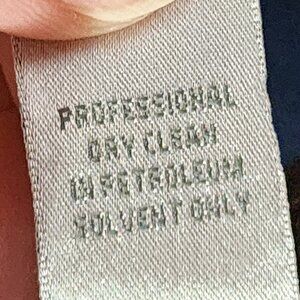 PROFESSIONAL
DRY CLEAN
IN PETROLEUM
SOLVENT ONLY